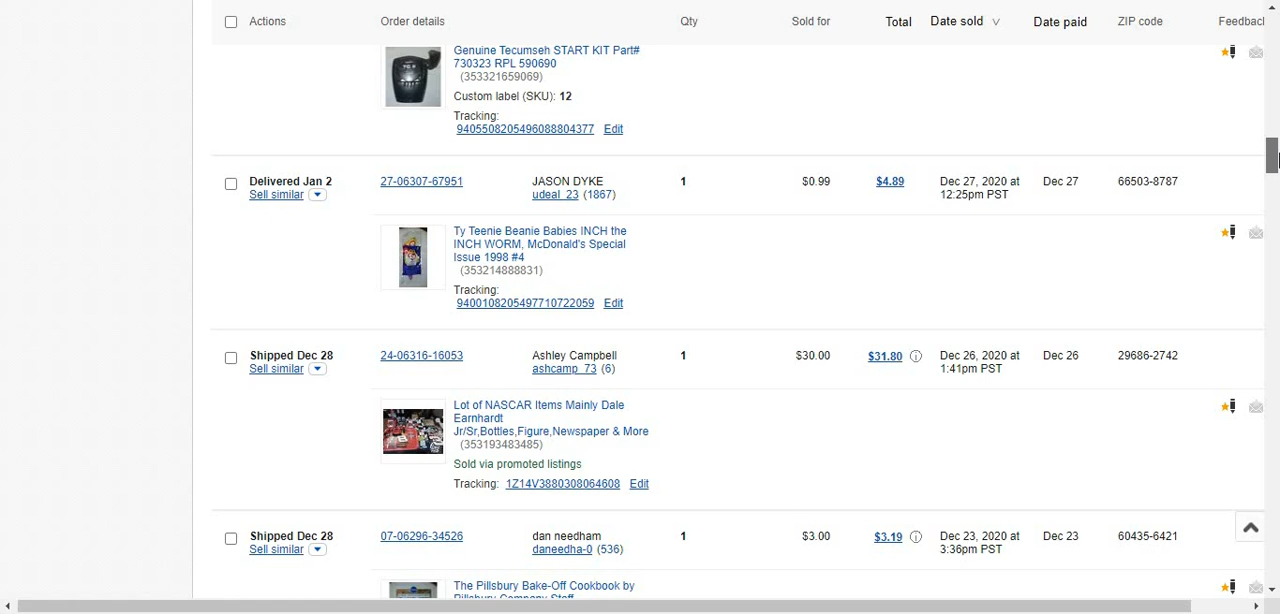 Actions Order details Qty Sold for Total Date sold Date paid ZIP code Feedbac
Genuine Tecumseh START KIT Part#
730323 RPL 590690
(353321659069)
Custom label (SKU): 12
Tracking:
9405508205496088804377 Edit
Delivered Jan 2 27-06307-67951 JASON DYKE 1 $0.99 $4.89 Dec 27, 2020 at Dec 27 66503-8787
Sell similar udeal_23 (1867) 12:25pm PST
Ty Teenie Beanie Babies INCH the
INCH WORM, McDonald's Special
Issue 1998 #4
(353214888831)
Tracking:
9400108205497710722059 Edit
Shipped Dec 28 24-06316-16053 Ashley Campbell 1 $30.00 $31.80 Dec 26, 2020 at Dec 26 29686-2742
Sell similar ashcamp_73 (6) 1:41pm PST
Lot of NASCAR Items Mainly Dale
Earnhardt
Jr/Sr,Bottles,Figure,Newspaper & More
(353193483485)
Sold via promoted listings
Tracking: 1Z14V3880308064608 Edit
Shipped Dec 28 07-06296-34526 dan needham 1 $3.00 $3.19 Dec 23, 2020 at Dec 23 60435-6421
Sell similar daneedha-0 (536) 3:36pm PST
The Pillsbury Bake-Off Cookbook by
Pillsbury Company Staff